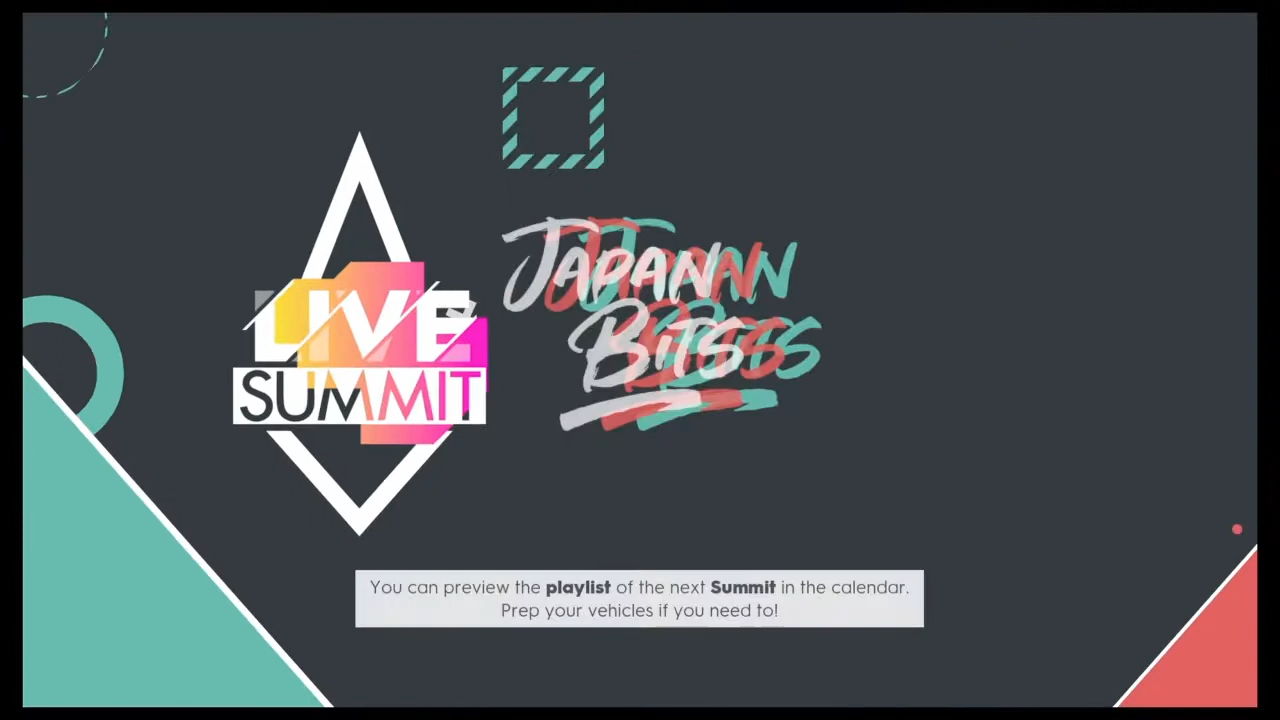 LIVE
SUMMIT
JAPAN
BITS
You can preview the playlist of the next Summit in the calendar.
Prep your vehicles if you need to!